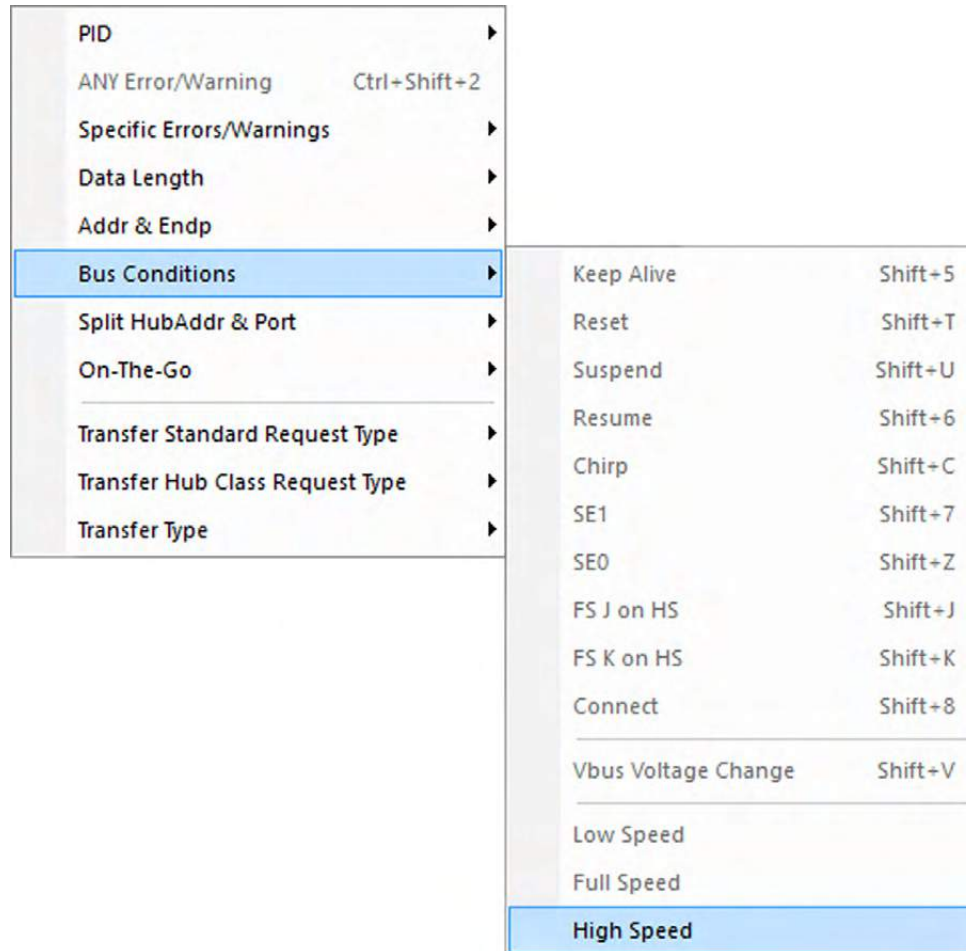 PID
ANY Error/Warning Ctrl+Shift+2
Specific Errors/Warnings
Data Length
Addr & Endp
Bus Conditions
Split HubAddr & Port
On-The-Go
Transfer Standard Request Type
Transfer Hub Class Request Type
Transfer Type
Keep Alive Shift+5
Reset Shift+T
Suspend Shift+U
Resume Shift+6
Chirp Shift+C
SE1 Shift+7
SE0 Shift+Z
FS J on HS Shift+J
FS K on HS Shift+K
Connect Shift+8
Vbus Voltage Change Shift+V
Low Speed
Full Speed
High Speed